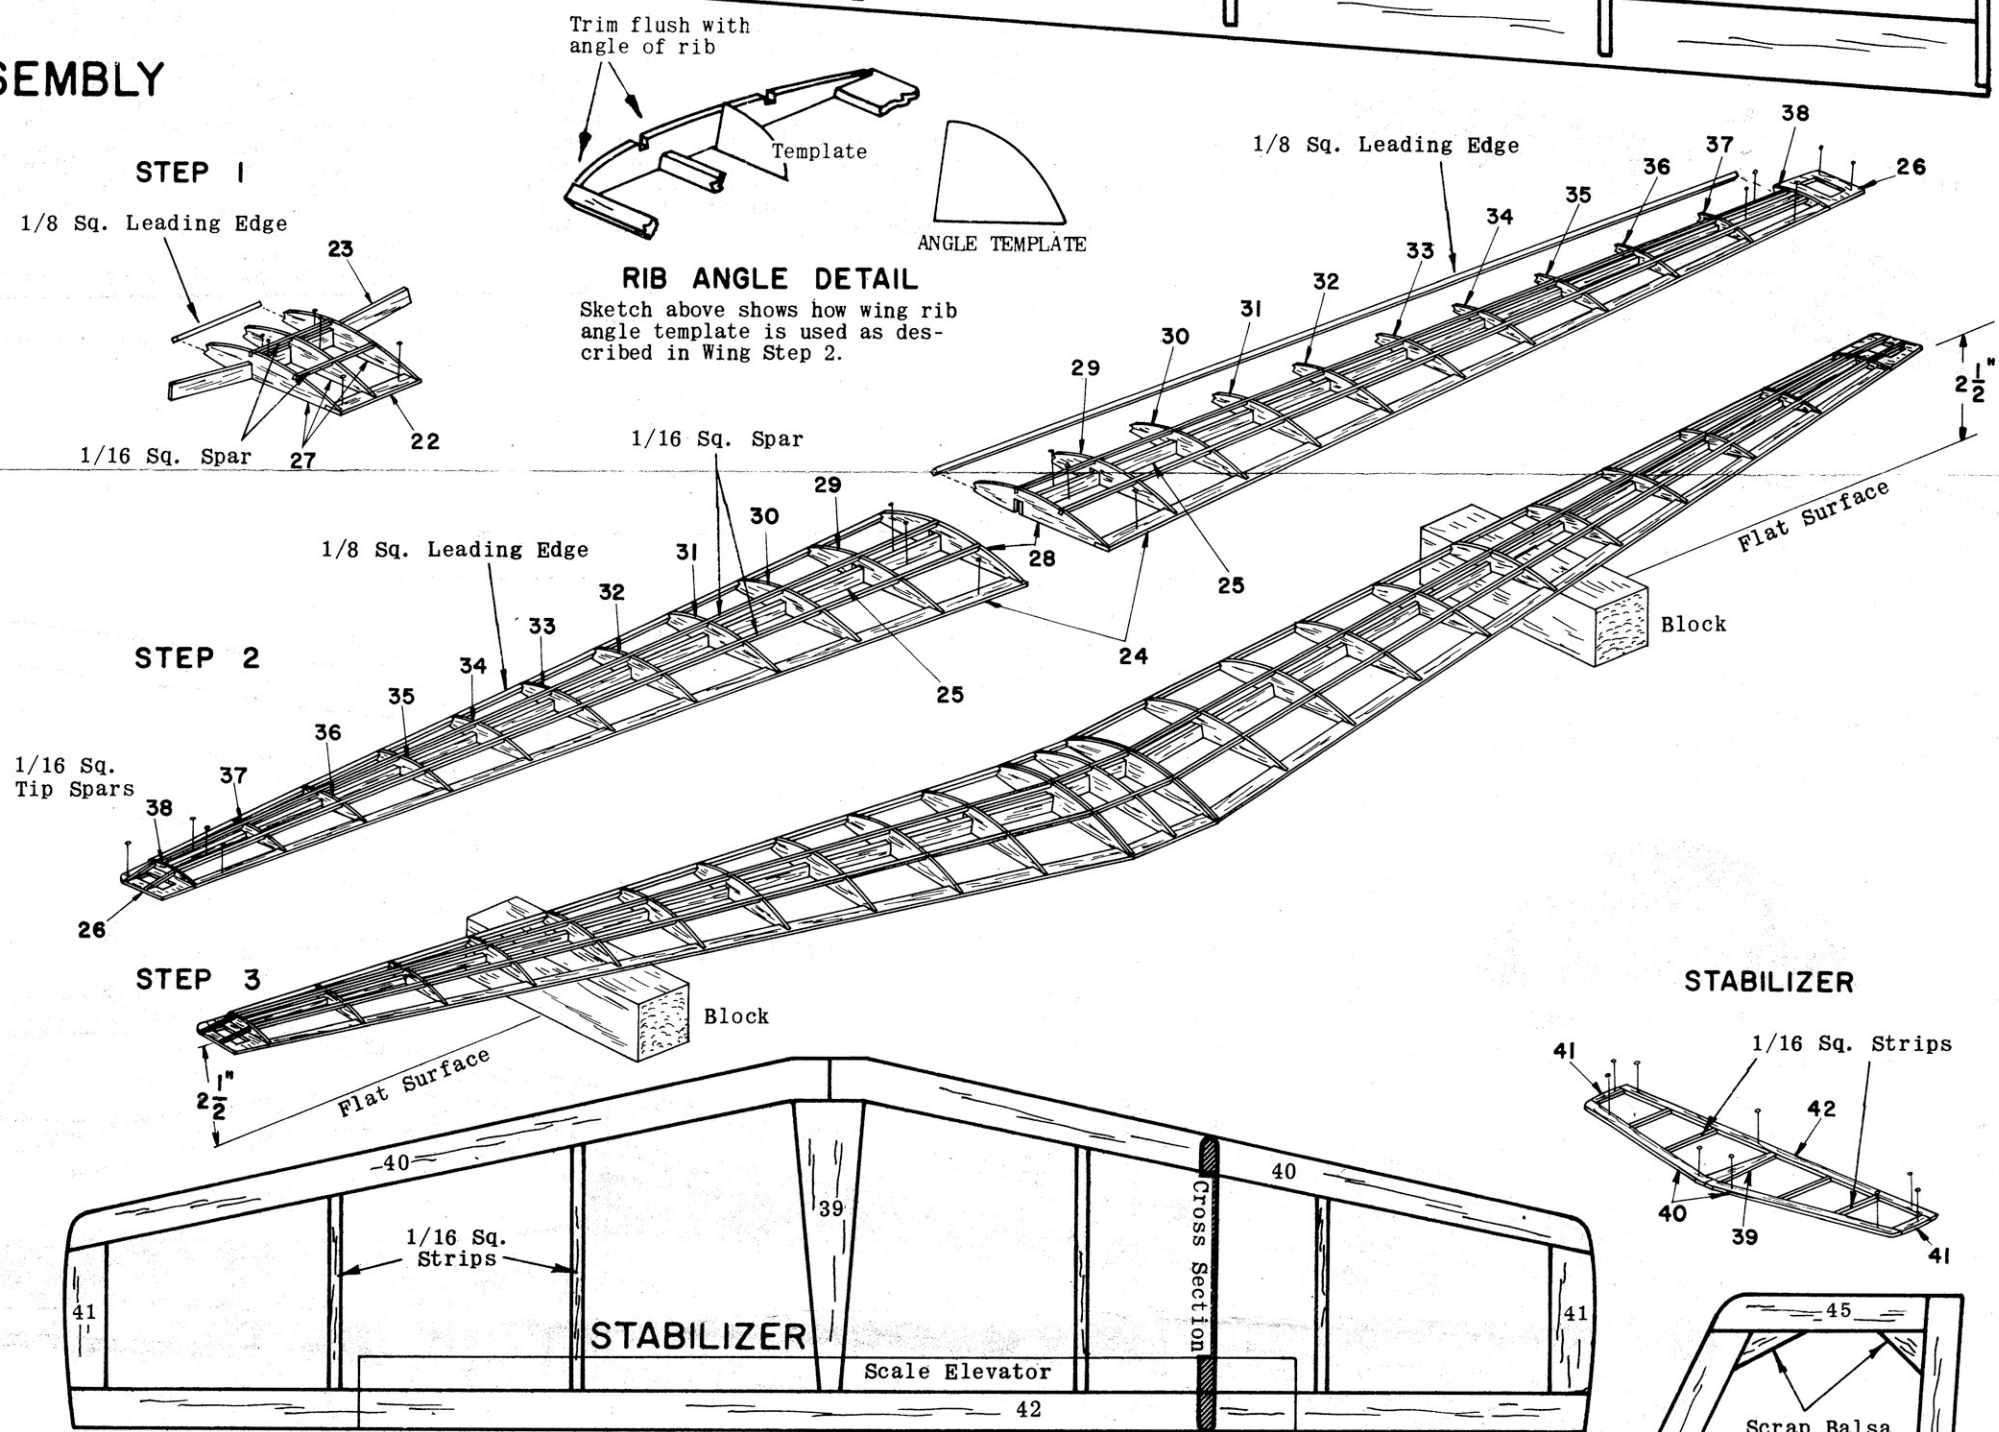 SEMBLY
Trim flush with
angle of rib
Template
ANGLE TEMPLATE
RIB ANGLE DETAIL
Sketch above shows how wing rib
angle template is used as des-
cribed in Wing Step 2.
STEP 1
1/8 Sq. Leading Edge
23
1/16 Sq. Spar
27
22
1/8 Sq. Leading Edge
38
37
36
35
34
33
32
31
30
29
26
28
25
24
STEP 2
1/16 Sq. Spar
1/8 Sq. Leading Edge
29
30
31
32
33
34
35
36
37
38
1/16 Sq.
Tip Spars
26
25
2 1/2"
Flat Surface
Block
STEP 3
Block
Flat Surface
2 1/2"
STABILIZER
1/16 Sq. Strips
41
42
40
39
41
40
40
39
1/16 Sq.
Strips
Cross Section
41
41
STABILIZER
Scale Elevator
42
45
Scrap Balsa